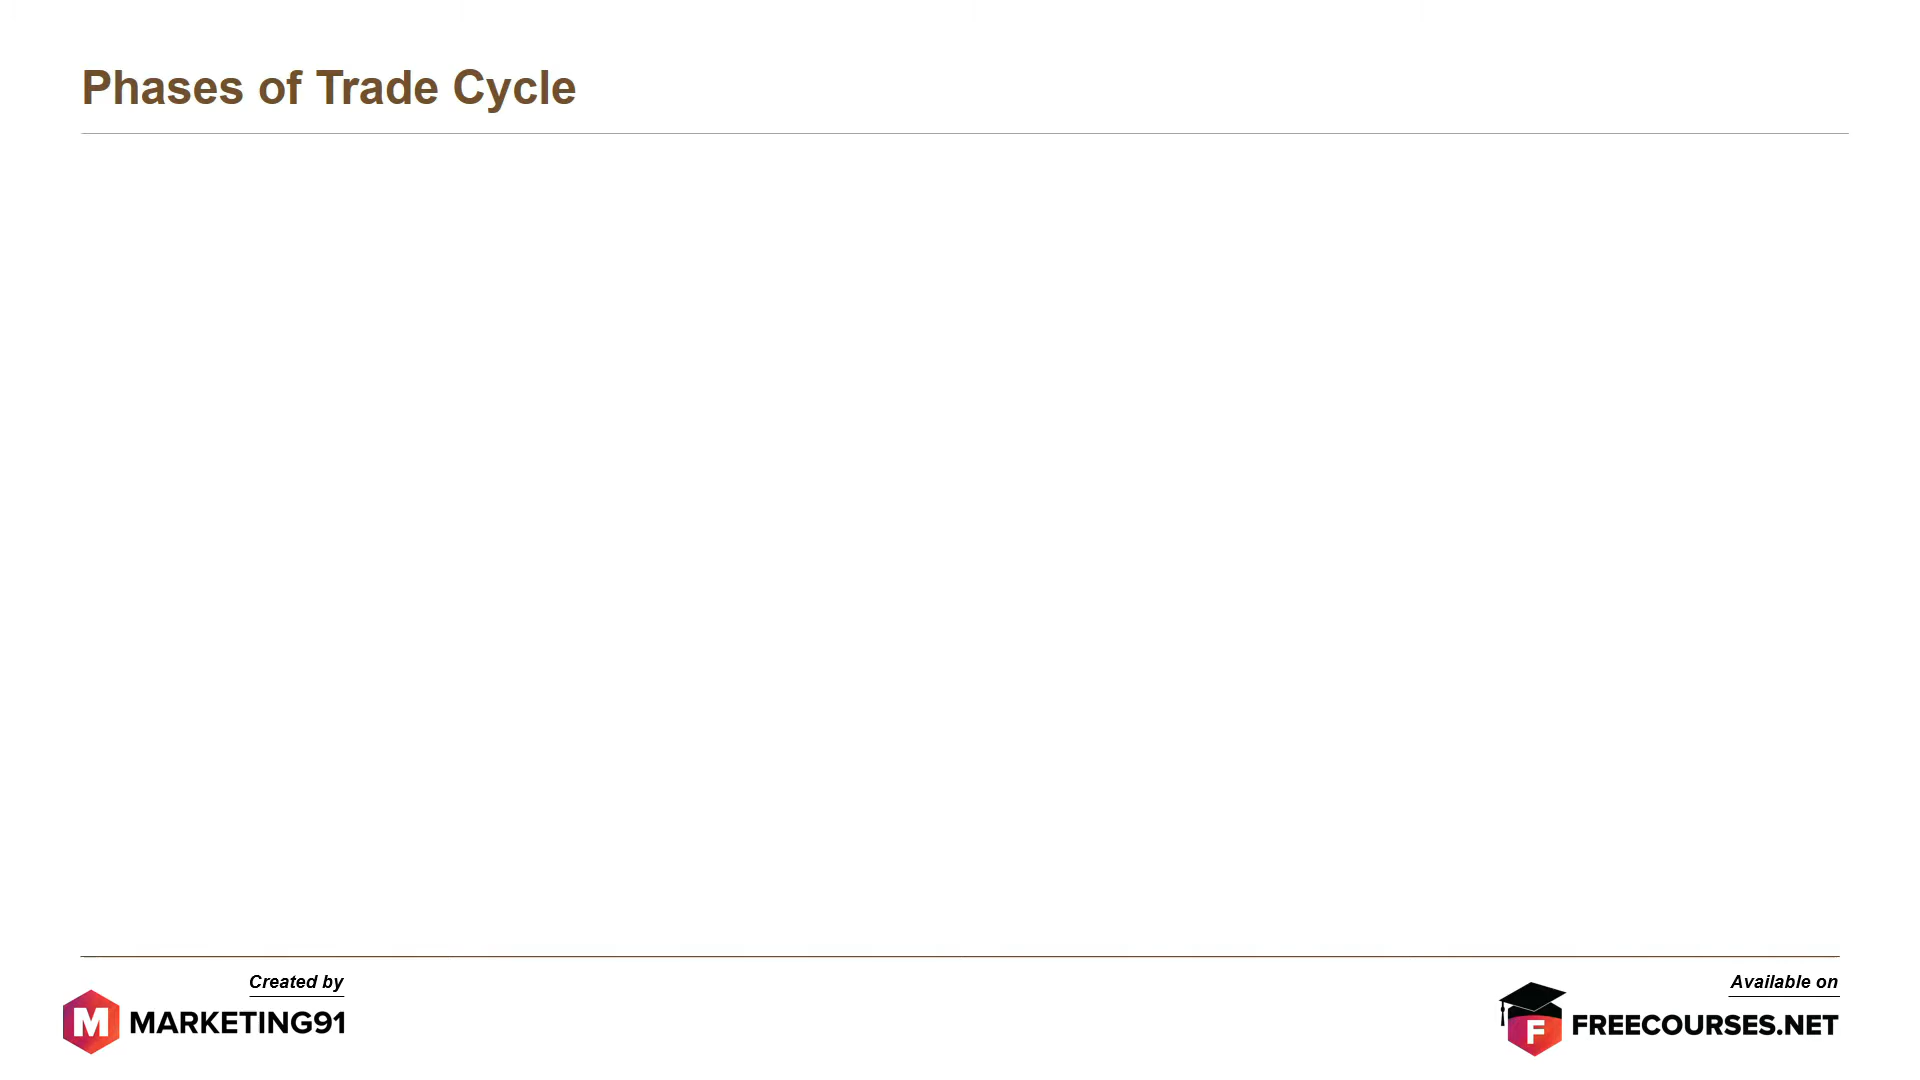 Phases of Trade Cycle
Created by
M MARKETING91
Available on
F FREECOURSES.NET